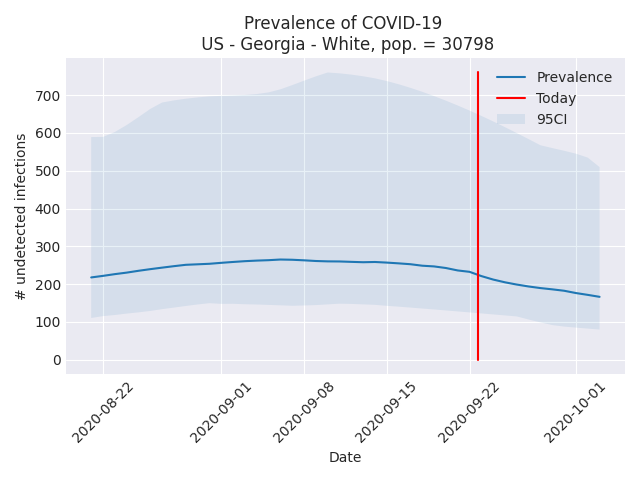 Prevalence of COVID-19
US - Georgia - White, pop. = 30798
Prevalence
Today
95CI
# undetected infections
700
600
500
400
300
200
100
0
2020-08-22
2020-09-01
2020-09-08
2020-09-15
2020-09-22
2020-10-01
Date